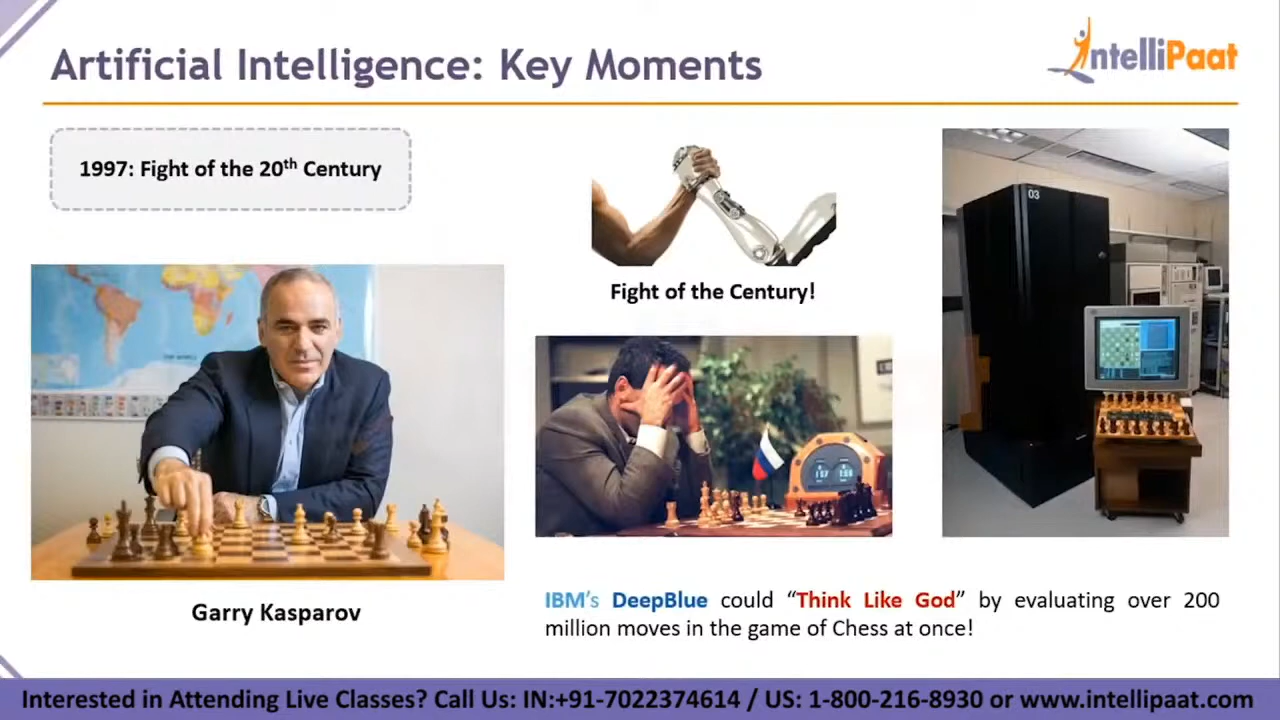 Artificial Intelligence: Key Moments
IntelliPaat
1997: Fight of the 20th Century
Fight of the Century!
03
Garry Kasparov
IBM's DeepBlue could “Think Like God” by evaluating over 200
million moves in the game of Chess at once!
Interested in Attending Live Classes? Call Us: IN:+91-7022374614 / US: 1-800-216-8930 or www.intellipaat.com